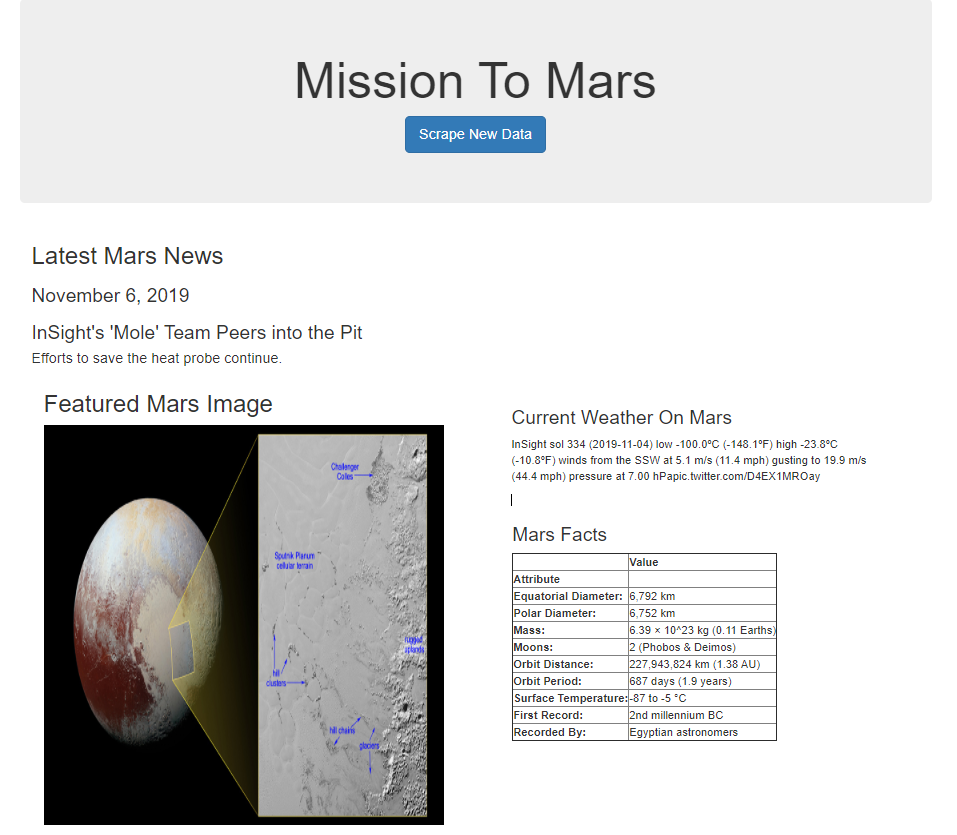 Mission To Mars
Scrape New Data
Latest Mars News
November 6, 2019
InSight's 'Mole' Team Peers into the Pit
Efforts to save the heat probe continue.
Featured Mars Image
Challenger
Colles
Sputnik Planum
cellular terrain
rugged
uplands
hill
clusters
hill chains
glaciers
Current Weather On Mars
InSight sol 334 (2019-11-04) low -100.0ºC (-148.1ºF) high -23.8ºC
(-10.8ºF) winds from the SSW at 5.1 m/s (11.4 mph) gusting to 19.9 m/s
(44.4 mph) pressure at 7.00 hPapic.twitter.com/D4EX1MROay
Mars Facts
Value
Attribute
Equatorial Diameter: 6,792 km
Polar Diameter: 6,752 km
Mass: 6.39 × 10^23 kg (0.11 Earths)
Moons: 2 (Phobos & Deimos)
Orbit Distance: 227,943,824 km (1.38 AU)
Orbit Period: 687 days (1.9 years)
Surface Temperature: -87 to -5 °C
First Record: 2nd millennium BC
Recorded By: Egyptian astronomers